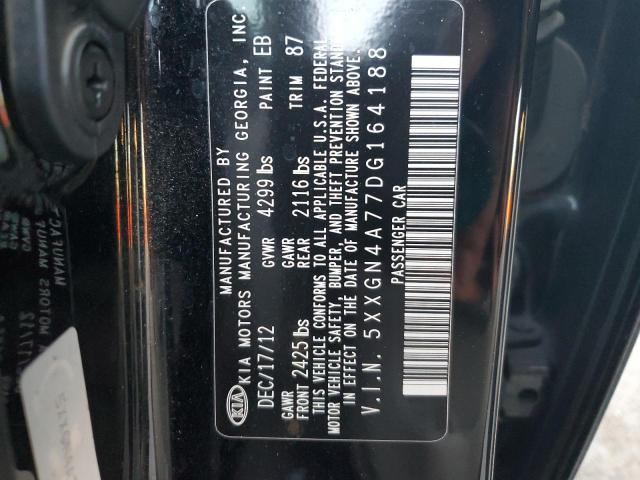 MANUFACTURED BY
KIA KIA MOTORS MANUFACTURING GEORGIA, INC.
DEC/17/12 GVWR 4299 lbs PAINT EB
GAWR FRONT 2425 lbs GAWR REAR 2116 lbs TRIM 87
THIS VEHICLE CONFORMS TO ALL APPLICABLE U.S.A. FEDERAL
MOTOR VEHICLE SAFETY, BUMPER, AND THEFT PREVENTION STAND
IN EFFECT ON THE DATE OF MANUFACTURE SHOWN ABOVE.
V.I.N. 5XXGN4A77DG164188
PASSENGER CAR